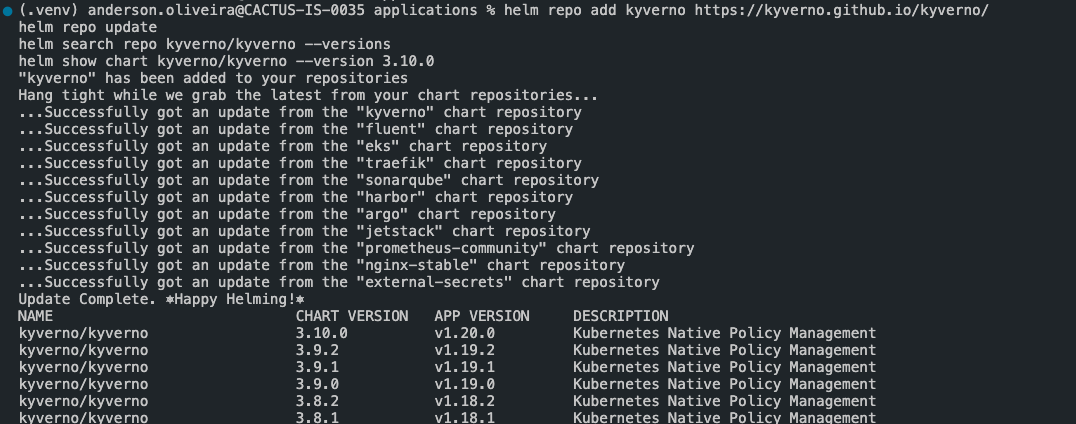 (.venv) anderson.oliveira@CACTUS-IS-0035 applications % helm repo add kyverno https://kyverno.github.io/kyverno/
helm repo update
helm search repo kyverno/kyverno --versions
helm show chart kyverno/kyverno --version 3.10.0
"kyverno" has been added to your repositories
Hang tight while we grab the latest from your chart repositories...
...Successfully got an update from the "kyverno" chart repository
...Successfully got an update from the "fluent" chart repository
...Successfully got an update from the "eks" chart repository
...Successfully got an update from the "traefik" chart repository
...Successfully got an update from the "sonarqube" chart repository
...Successfully got an update from the "harbor" chart repository
...Successfully got an update from the "argo" chart repository
...Successfully got an update from the "jetstack" chart repository
...Successfully got an update from the "prometheus-community" chart repository
...Successfully got an update from the "nginx-stable" chart repository
...Successfully got an update from the "external-secrets" chart repository
Update Complete. ⎈Happy Helming!⎈
NAME CHART VERSION APP VERSION DESCRIPTION
kyverno/kyverno 3.10.0 v1.20.0 Kubernetes Native Policy Management
kyverno/kyverno 3.9.2 v1.19.2 Kubernetes Native Policy Management
kyverno/kyverno 3.9.1 v1.19.1 Kubernetes Native Policy Management
kyverno/kyverno 3.9.0 v1.19.0 Kubernetes Native Policy Management
kyverno/kyverno 3.8.2 v1.18.2 Kubernetes Native Policy Management
kyverno/kyverno 3.8.1 v1.18.1 Kubernetes Native Policy Management